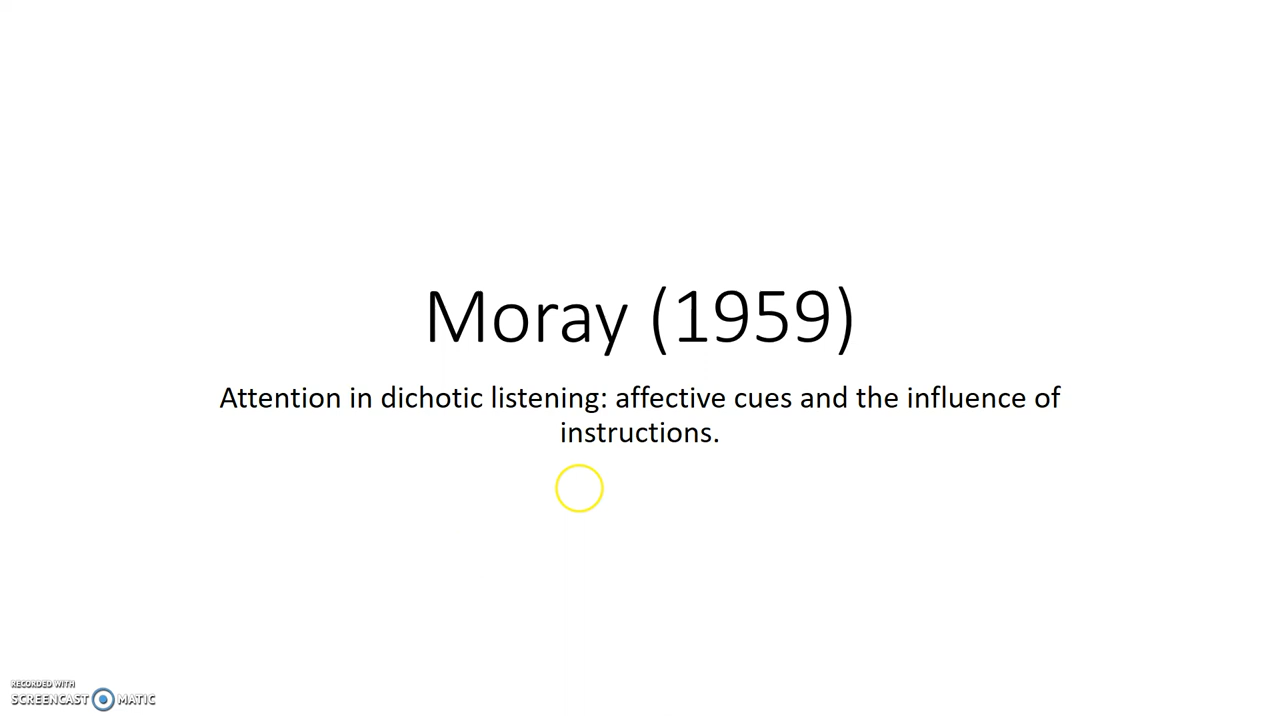 Moray (1959)
Attention in dichotic listening: affective cues and the influence of
instructions.
RECORDED WITH
SCREENCAST MATIC